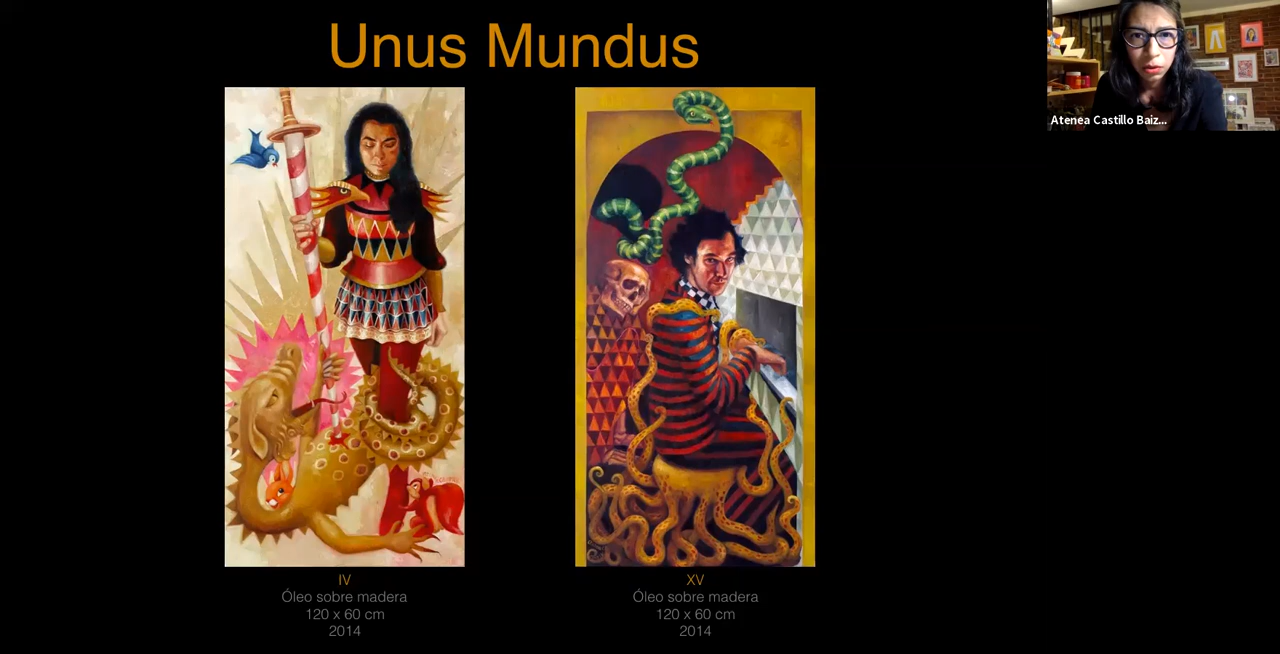 Unus Mundus
Atenea Castillo Baiz...
IV
Óleo sobre madera
120 x 60 cm
2014
XV
Óleo sobre madera
120 x 60 cm
2014